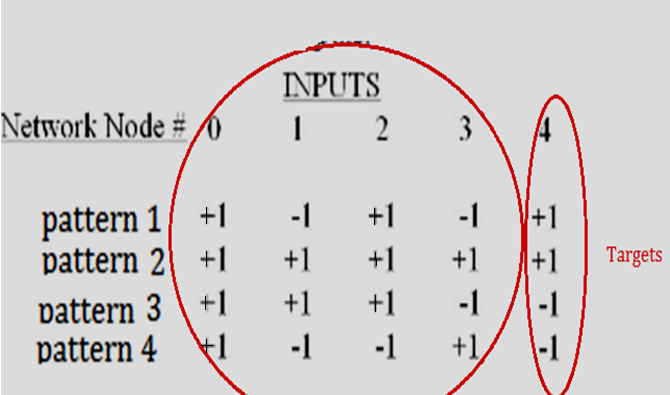 INPUTS
Network Node # 0 1 2 3 4
pattern 1 +1 -1 +1 -1 +1
pattern 2 +1 +1 +1 +1 +1
Targets
pattern 3 +1 +1 +1 -1 -1
pattern 4 +1 -1 -1 +1 -1